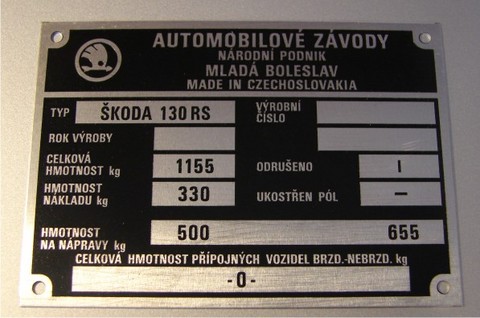 AUTOMOBILOVÉ ZÁVODY
NÁRODNÍ PODNIK
MLADÁ BOLESLAV
MADE IN CZECHOSLOVAKIA
TYP ŠKODA 130 RS
VÝROBNÍ ČÍSLO
ROK VÝROBY
CELKOVÁ
HMOTNOST kg 1155
ODRUŠENO I
HMOTNOST
NÁKLADU kg 330
UKOSTŘEN PÓL –
HMOTNOST
NA NÁPRAVY kg 500 655
CELKOVÁ HMOTNOST PŘÍPOJNÝCH VOZIDEL BRZD.-NEBRZD. kg
-0-